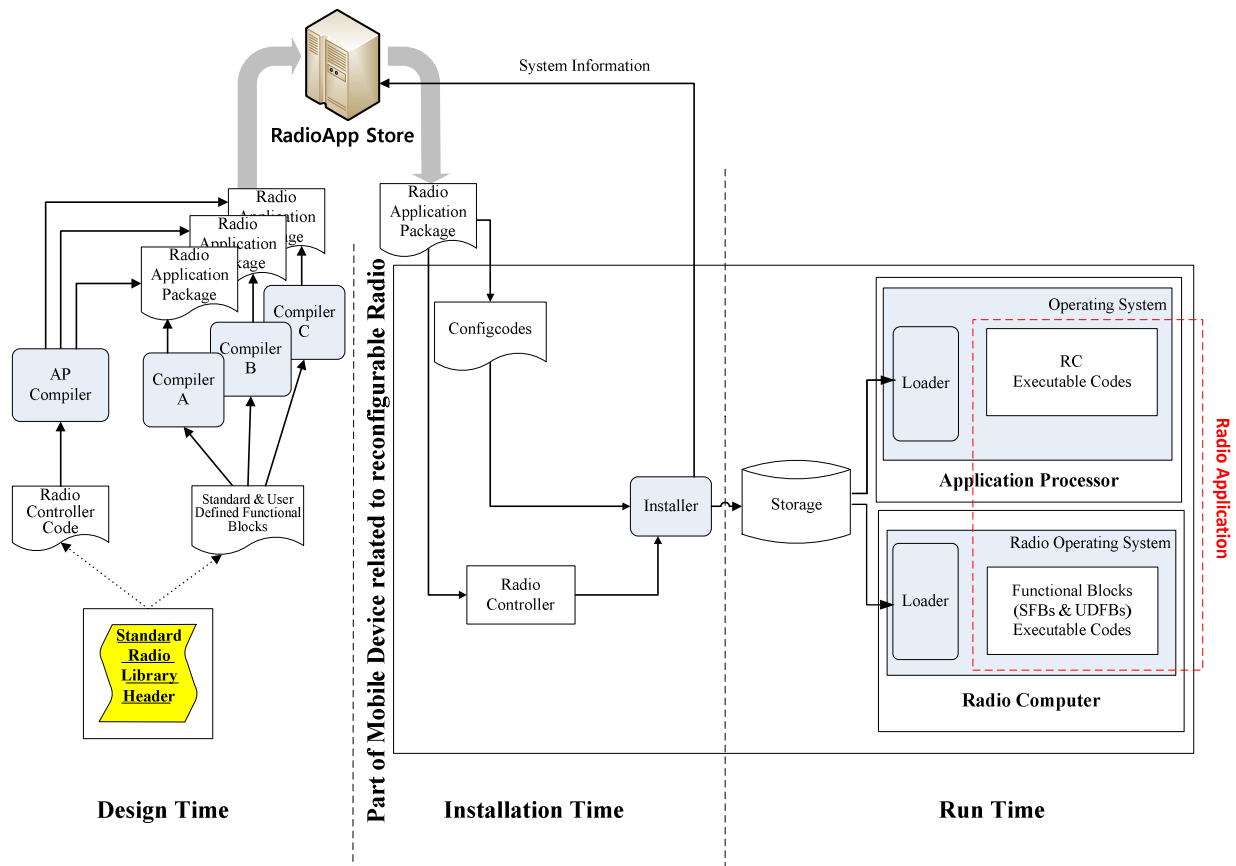 System Information
RadioApp Store
Radio
Application
Package
Radio
Application
kage
Radio
Application
Package
Radio
Application
Package
AP
Compiler
Compiler
A
Compiler
B
Compiler
C
Radio
Controller
Code
Standard & User
Defined Functional
Blocks
Standard
Radio
Library
Header
Part of Mobile Device related to reconfigurable Radio
Configcodes
Installer
Radio
Controller
Storage
Operating System
Loader
RC
Executable Codes
Application Processor
Radio Operating System
Loader
Functional Blocks
(SFBs & UDFBs)
Executable Codes
Radio Computer
Radio Application
Design Time
Installation Time
Run Time